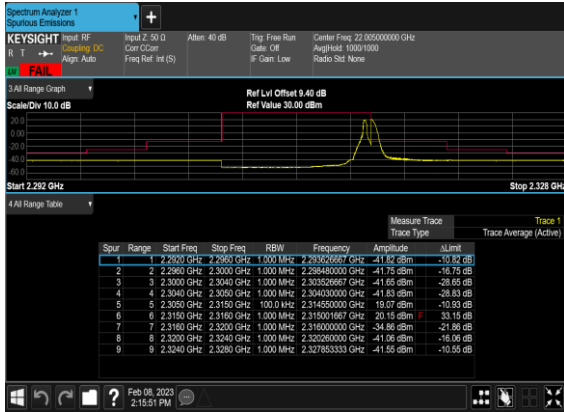 Spectrum Analyzer 1
Spurious Emissions
KEYSIGHT Input: RF Input Z: 50 Ω Atten: 40 dB Trig: Free Run Center Freq: 22.005000000 GHz
R T Coupling: DC Corr CCorr Gate: Off Avg|Hold: 1000/1000
Align: Auto Freq Ref: Int (S) IF Gain: Low Radio Std: None
FAIL
3 All Range Graph
Ref Lvl Offset 9.40 dB
Scale/Div 10.0 dB Ref Value 30.00 dBm
20.0
0.00
-20.0
-40.0
-60.0
Start 2.292 GHz Stop 2.328 GHz
4 All Range Table
Measure Trace Trace 1
Trace Type Trace Average (Active)
Spur Range Start Freq Stop Freq RBW Frequency Amplitude ΔLimit
1 1 2.2920 GHz 2.2960 GHz 1.000 MHz 2.293626667 GHz -41.82 dBm -10.82 dB
2 2 2.2960 GHz 2.3000 GHz 1.000 MHz 2.298480000 GHz -41.75 dBm -16.75 dB
3 3 2.3000 GHz 2.3040 GHz 1.000 MHz 2.303526667 GHz -41.65 dBm -28.65 dB
4 4 2.3040 GHz 2.3050 GHz 1.000 MHz 2.304030000 GHz -41.83 dBm -28.83 dB
5 5 2.3050 GHz 2.3150 GHz 100.0 kHz 2.314550000 GHz 19.07 dBm -10.93 dB
6 6 2.3150 GHz 2.3160 GHz 1.000 MHz 2.315001667 GHz 20.15 dBm F 33.15 dB
7 7 2.3160 GHz 2.3200 GHz 1.000 MHz 2.316000000 GHz -34.86 dBm -21.86 dB
8 8 2.3200 GHz 2.3240 GHz 1.000 MHz 2.320260000 GHz -41.06 dBm -16.06 dB
9 9 2.3240 GHz 2.3280 GHz 1.000 MHz 2.327853333 GHz -41.55 dBm -10.55 dB
? Feb 08, 2023
2:15:51 PM